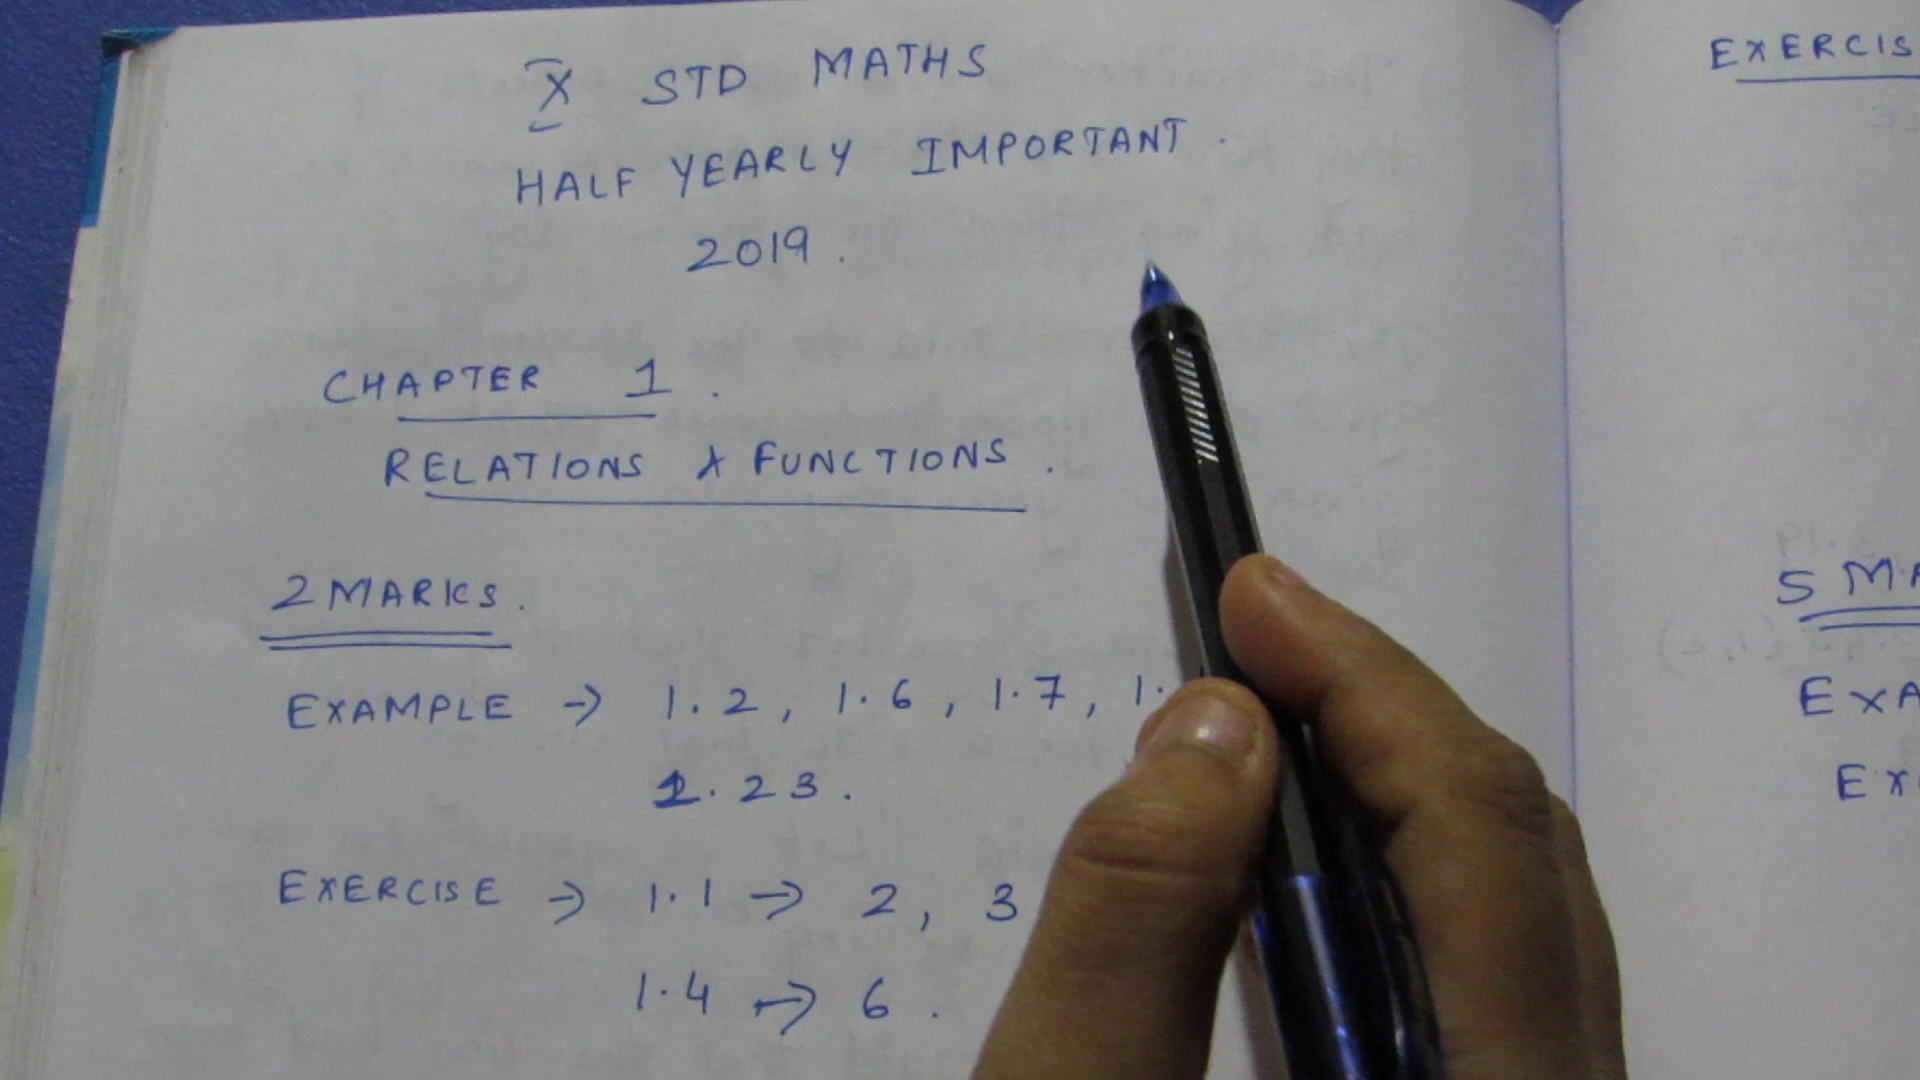 X STD MATHS
HALF YEARLY IMPORTANT.
2019.
CHAPTER 1.
RELATIONS & FUNCTIONS.
2 MARKS.
EXAMPLE → 1.2, 1.6, 1.7, 1.
1.23.
EXERCISE → 1.1 → 2, 3
1.4 → 6.
EXERCIS
5 MA
EXA
EX